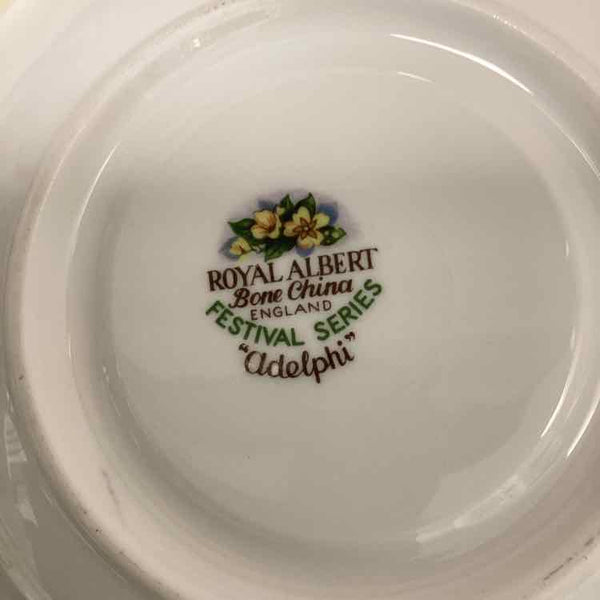 ROYAL ALBERT
Bone China
ENGLAND
FESTIVAL SERIES
"Adelphi"